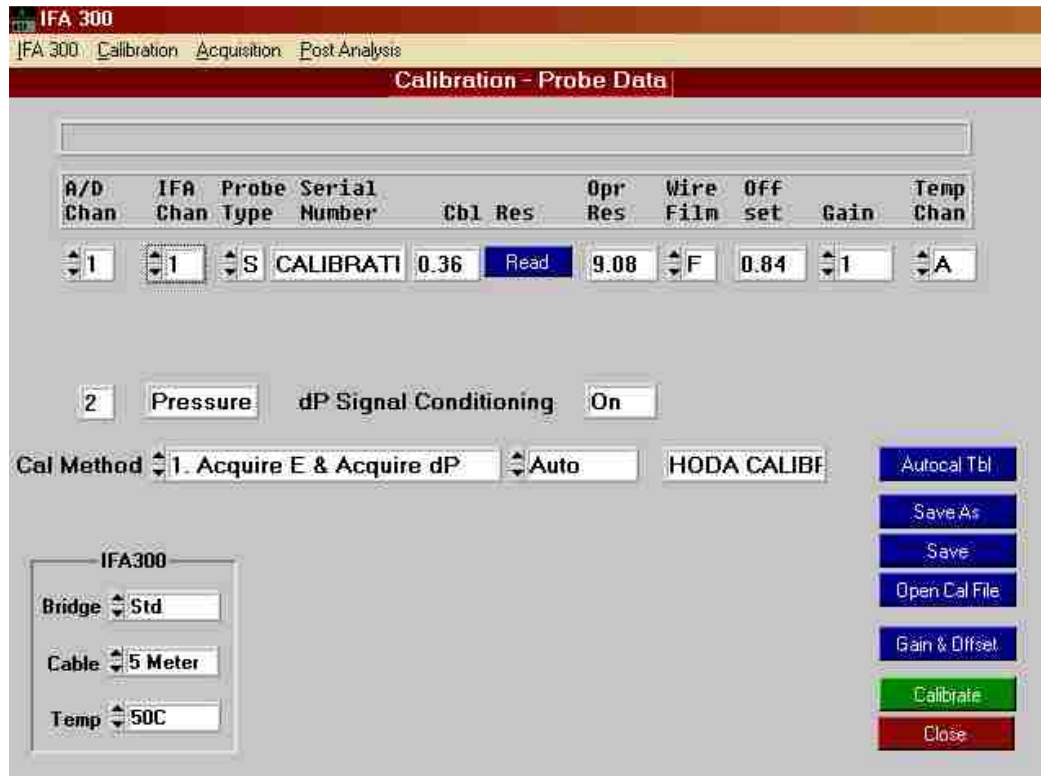 IFA 300
IFA 300 Calibration Acquisition Post Analysis
Calibration - Probe Data
A/D IFA Probe Serial Opr Wire Off Temp
Chan Chan Type Number Cbl Res Res Film set Gain Chan
1 1 S CALIBRATI 0.36 Read 9.08 F 0.84 1 A
2 Pressure dP Signal Conditioning On
Cal Method 1. Acquire E & Acquire dP Auto HODA CALIBF Autocal Tbl
Save As
Save
Open Cal File
Gain & Offset
Calibrate
Close
IFA300
Bridge Std
Cable 5 Meter
Temp 50C